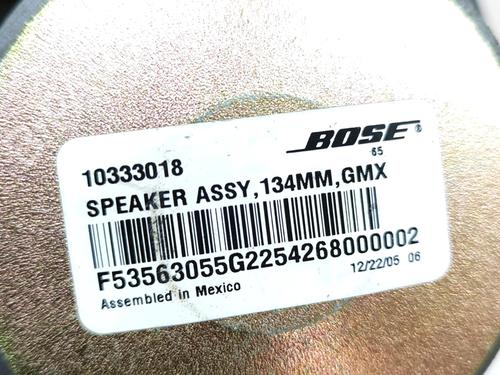 BOSE®
65
10333018
SPEAKER ASSY,134MM,GMX
F53563055G2254268000002
Assembled in Mexico
12/22/05 06